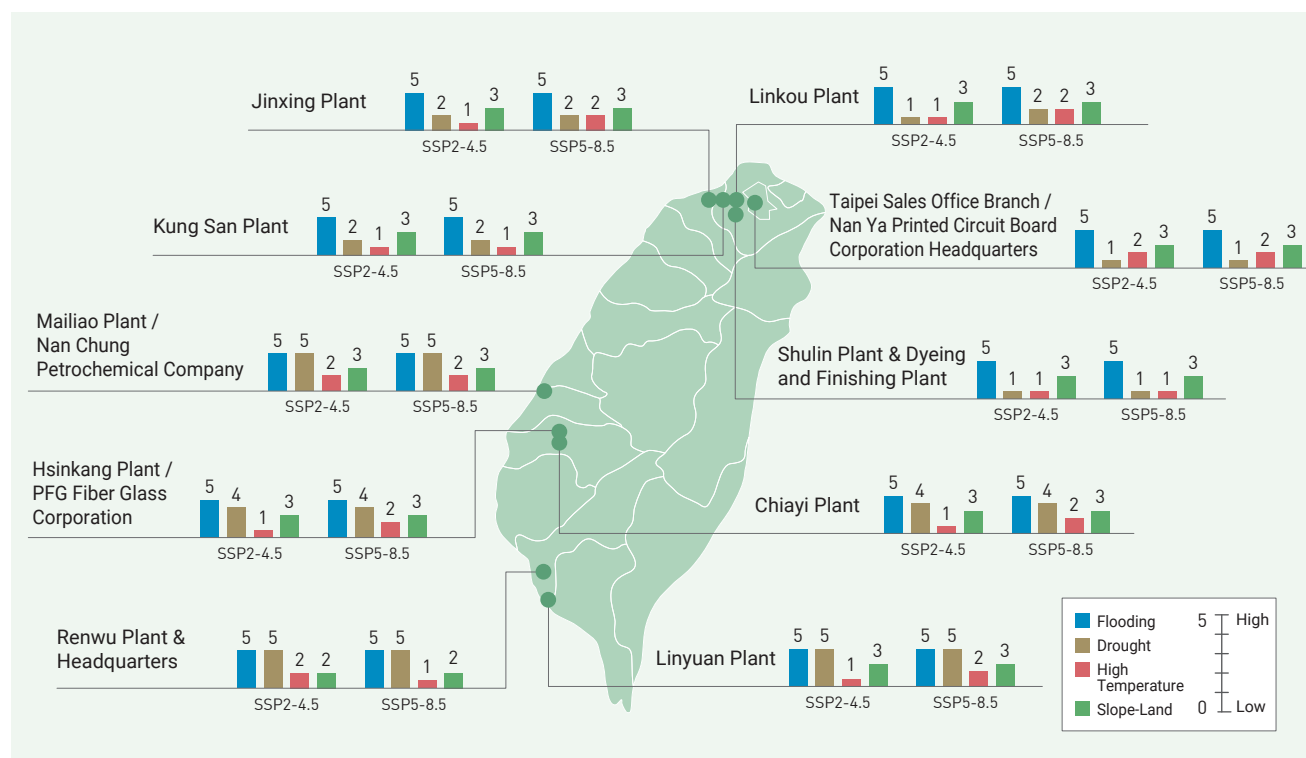 Jinxing Plant
5 2 1 3
5 2 2 3
SSP2-4.5
SSP5-8.5
Linkou Plant
5 1 1 3
5 2 2 3
SSP2-4.5
SSP5-8.5
Kung San Plant
5 2 1 3
5 2 1 3
SSP2-4.5
SSP5-8.5
Taipei Sales Office Branch /
Nan Ya Printed Circuit Board
Corporation Headquarters
5 1 2 3
5 1 2 3
SSP2-4.5
SSP5-8.5
Mailiao Plant /
Nan Chung
Petrochemical Company
5 5 2 3
5 5 2 3
SSP2-4.5
SSP5-8.5
Shulin Plant & Dyeing
and Finishing Plant
5 1 1 3
5 1 1 3
SSP2-4.5
SSP5-8.5
Hsinkang Plant /
PFG Fiber Glass
Corporation
5 4 1 3
5 4 2 3
SSP2-4.5
SSP5-8.5
Chiayi Plant
5 4 1 3
5 4 2 3
SSP2-4.5
SSP5-8.5
Renwu Plant &
Headquarters
5 5 2 2
5 5 1 2
SSP2-4.5
SSP5-8.5
Linyuan Plant
5 5 1 3
5 5 2 3
SSP2-4.5
SSP5-8.5
Flooding
Drought
High
Temperature
Slope-Land
5 High
0 Low